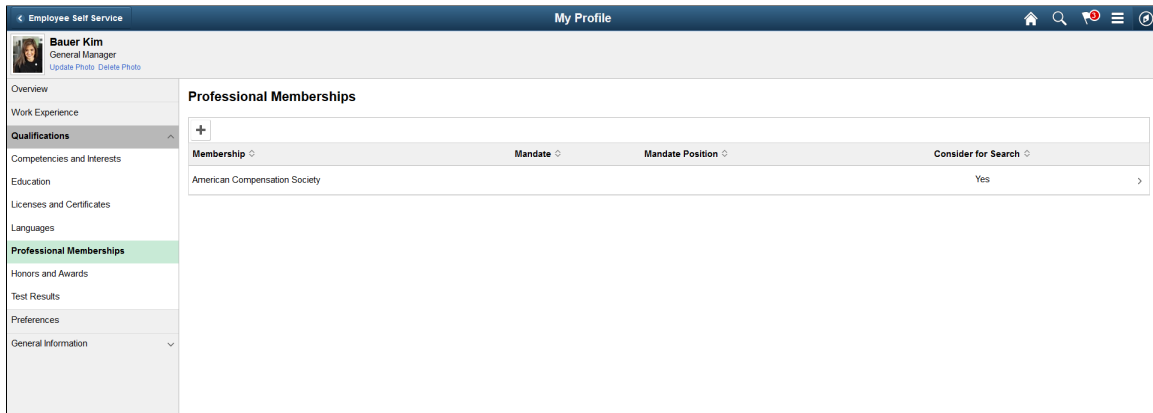 Employee Self Service
My Profile
3
Bauer Kim
General Manager
Update Photo Delete Photo
Overview
Work Experience
Qualifications
Competencies and Interests
Education
Licenses and Certificates
Languages
Professional Memberships
Honors and Awards
Test Results
Preferences
General Information
Professional Memberships
Membership Mandate Mandate Position Consider for Search
American Compensation Society Yes